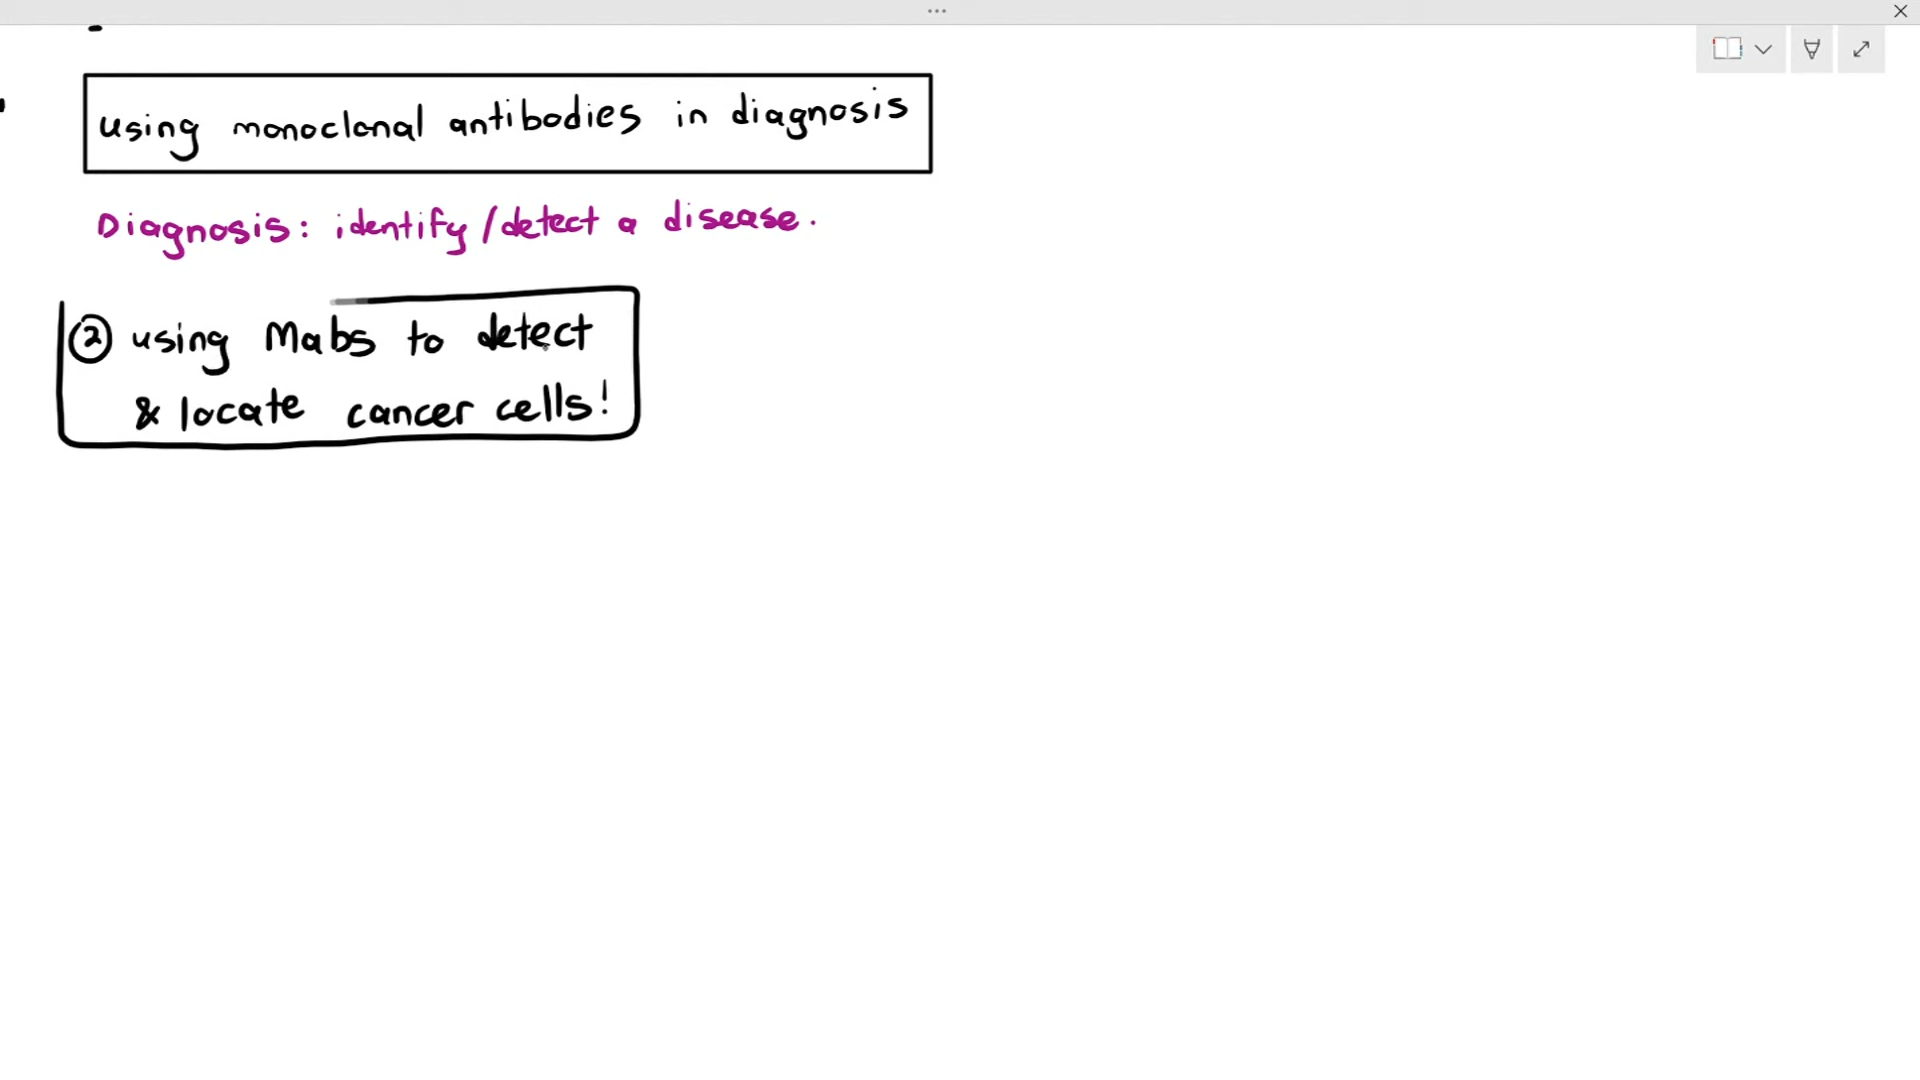 using monoclonal antibodies in diagnosis
Diagnosis: identify/detect a disease.
② using Mabs to detect
& locate cancer cells!